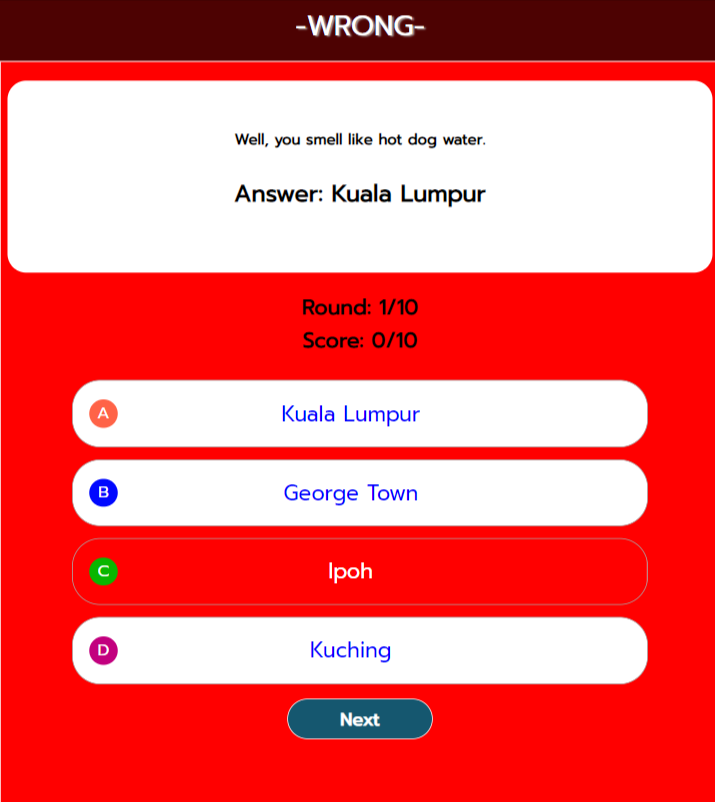 -WRONG-
Well, you smell like hot dog water.
Answer: Kuala Lumpur
Round: 1/10
Score: 0/10
A Kuala Lumpur
B George Town
C Ipoh
D Kuching
Next